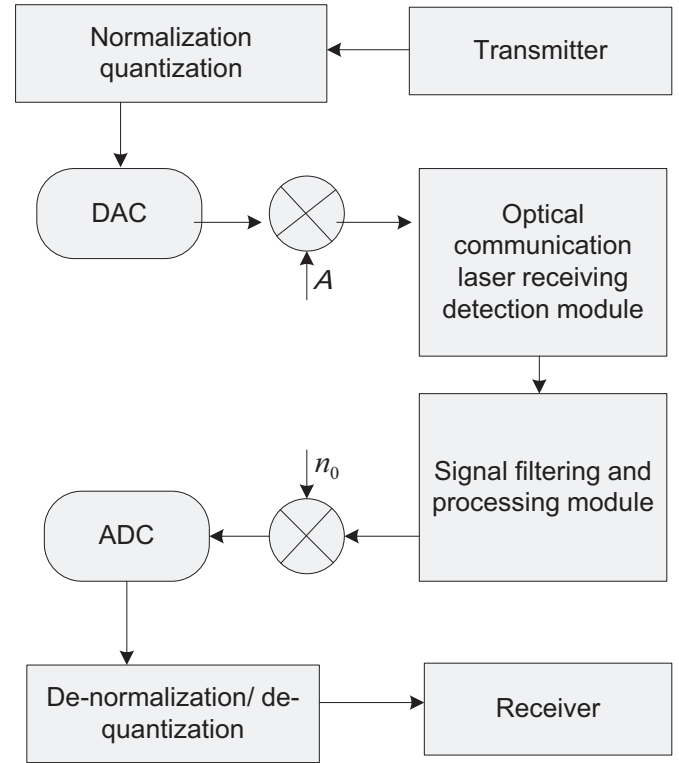 Normalization
quantization
Transmitter
DAC
A
Optical
communication
laser receiving
detection module
Signal filtering and
processing module
n₀
ADC
De-normalization/ de-
quantization
Receiver